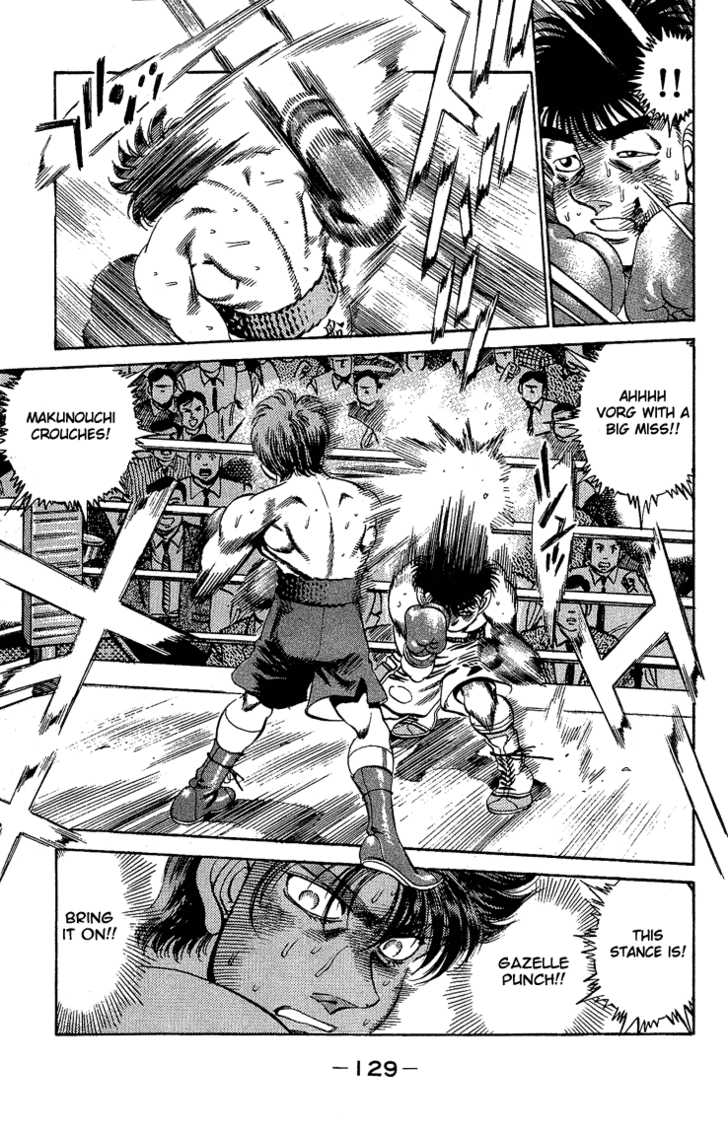 !!
AHHHH
VORG WITH A
BIG MISS!!
MAKUNOUCHI
CROUCHES!
THIS
STANCE IS!
GAZELLE
PUNCH!!
BRING
IT ON!!
-129-